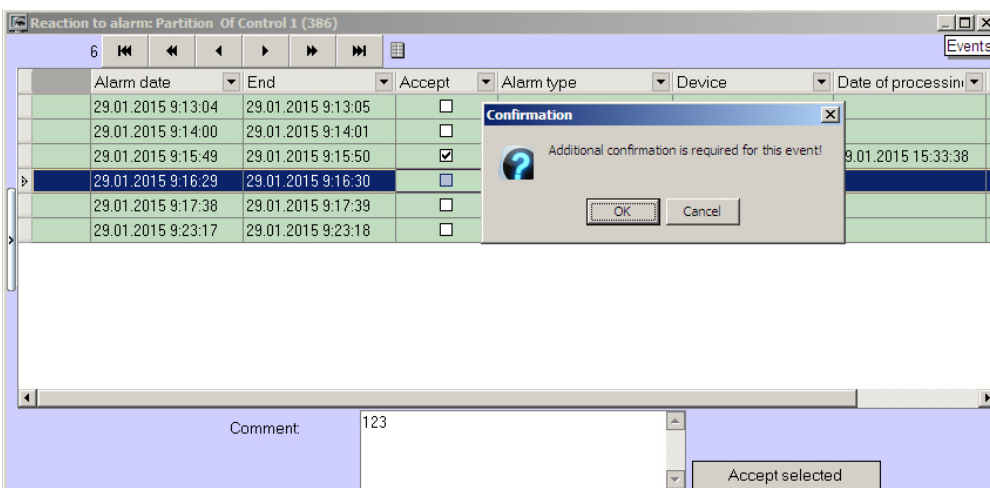 Reaction to alarm: Partition Of Control 1 (386)
6
Events
Alarm date End Accept Alarm type Device Date of processin
29.01.2015 9:13:04 29.01.2015 9:13:05
29.01.2015 9:14:00 29.01.2015 9:14:01
29.01.2015 9:15:49 29.01.2015 9:15:50 9.01.2015 15:33:38
29.01.2015 9:16:29 29.01.2015 9:16:30
29.01.2015 9:17:38 29.01.2015 9:17:39
29.01.2015 9:23:17 29.01.2015 9:23:18
Confirmation
Additional confirmation is required for this event!
OK Cancel
Comment: 123
Accept selected